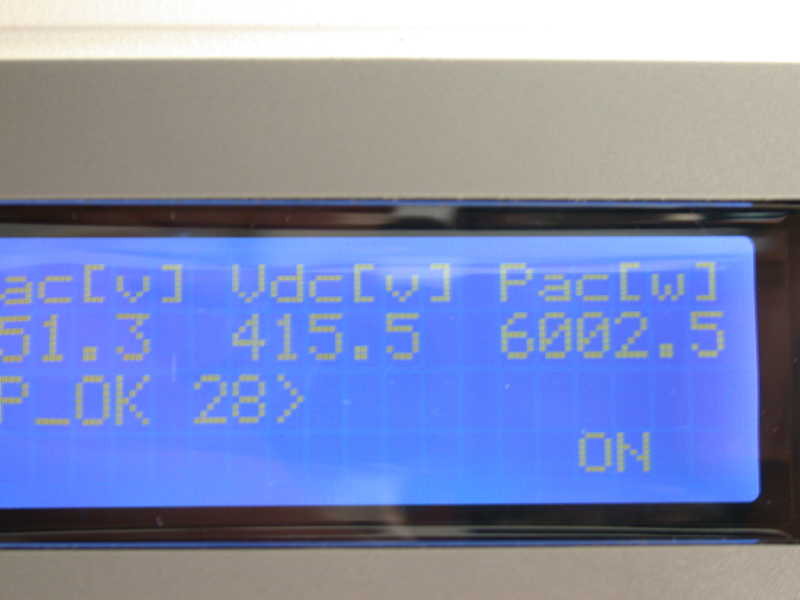 ac[v] Vdc[v] Pac[w]
51.3 415.5 6002.5
P_OK 28>
ON